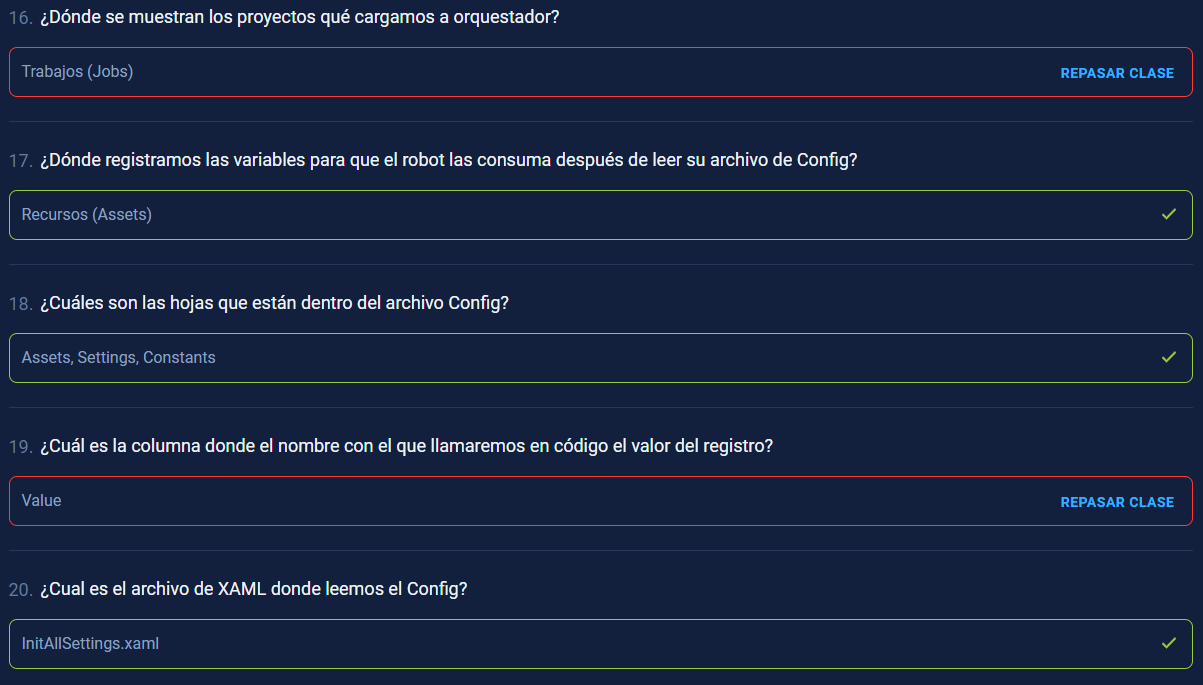 16. ¿Dónde se muestran los proyectos qué cargamos a orquestador?
Trabajos (Jobs) REPASAR CLASE
17. ¿Dónde registramos las variables para que el robot las consuma después de leer su archivo de Config?
Recursos (Assets)
18. ¿Cuáles son las hojas que están dentro del archivo Config?
Assets, Settings, Constants
19. ¿Cuál es la columna donde el nombre con el que llamaremos en código el valor del registro?
Value REPASAR CLASE
20. ¿Cual es el archivo de XAML donde leemos el Config?
InitAllSettings.xaml